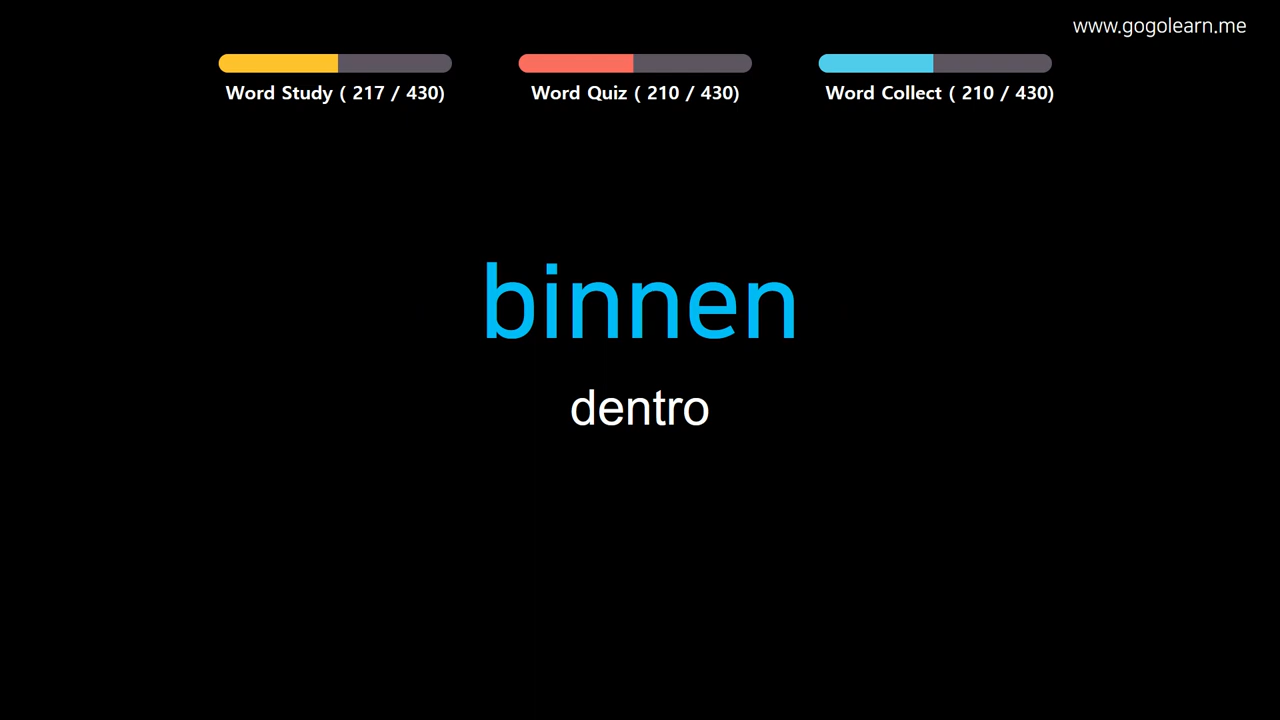 www.gogolearn.me
Word Study ( 217 / 430)
Word Quiz ( 210 / 430)
Word Collect ( 210 / 430)
binnen
dentro